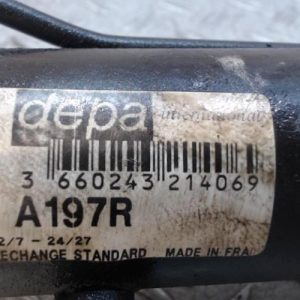 depa
international
3 660243 214069
A197R
2/7 - 24/27
ECHANGE STANDARD MADE IN FRA